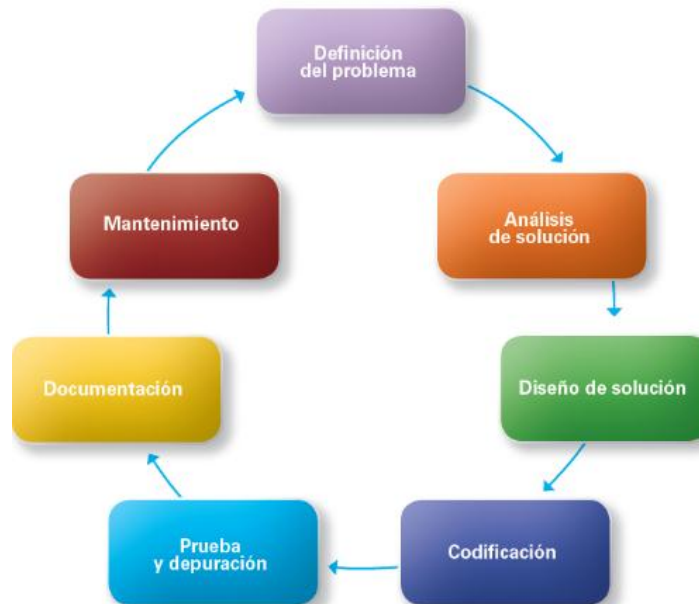 Definición
del problema
Análisis
de solución
Diseño de solución
Codificación
Prueba
y depuración
Documentación
Mantenimiento